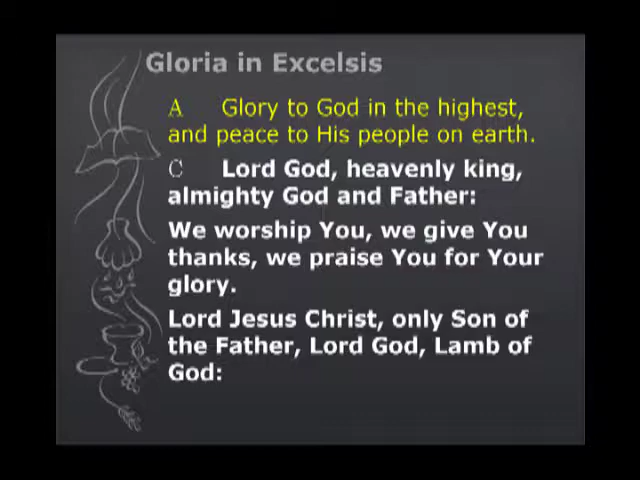 Gloria in Excelsis
A Glory to God in the highest,
and peace to His people on earth.
C Lord God, heavenly king,
almighty God and Father:
We worship You, we give You
thanks, we praise You for Your
glory.
Lord Jesus Christ, only Son of
the Father, Lord God, Lamb of
God: